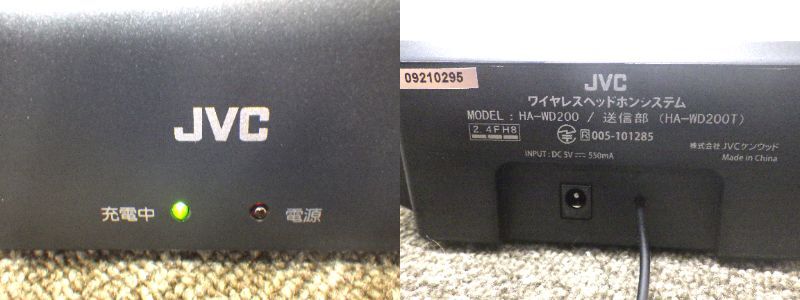 JVC
充電中
電源
09210295
JVC
ワイヤレスヘッドホンシステム
MODEL : HA-WD200 / 送信部 (HA-WD200T)
2.4FH8
R 005-101285
INPUT : DC 5V 550mA
株式会社 JVCケンウッド
Made in China